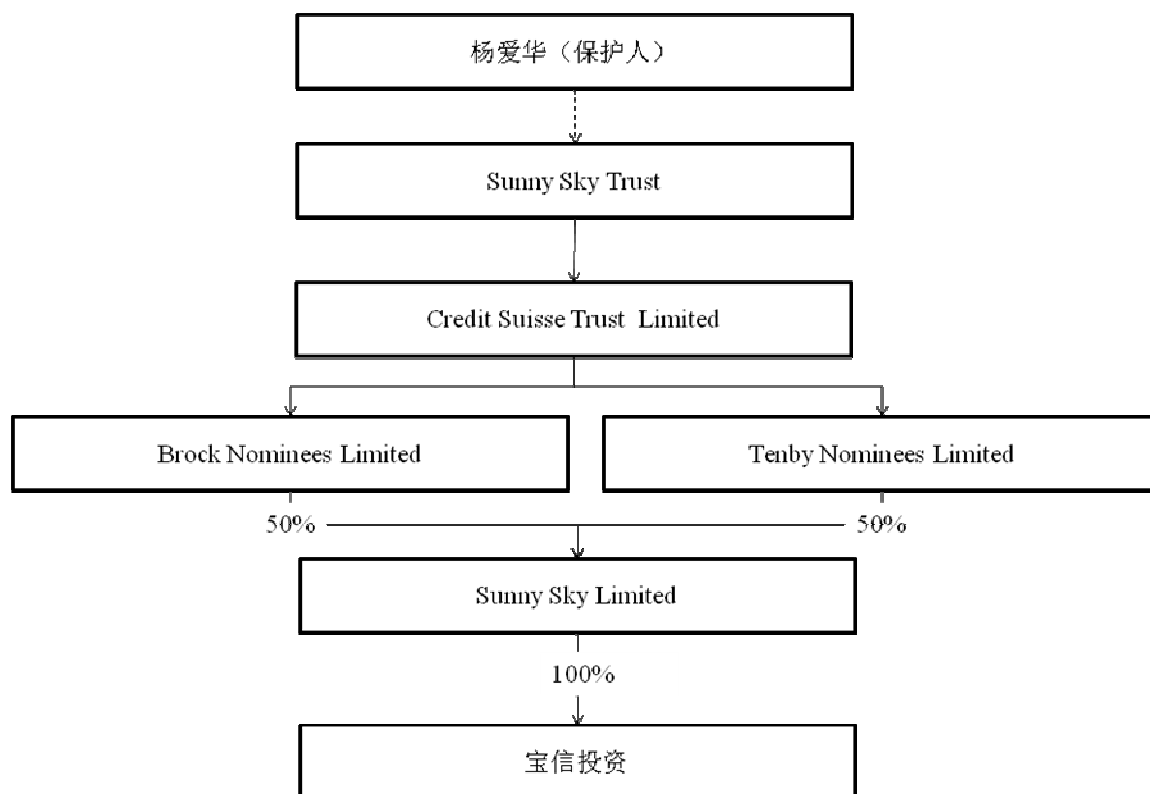 杨爱华（保护人）
Sunny Sky Trust
Credit Suisse Trust Limited
Brock Nominees Limited
Tenby Nominees Limited
50%
50%
Sunny Sky Limited
100%
宝信投资